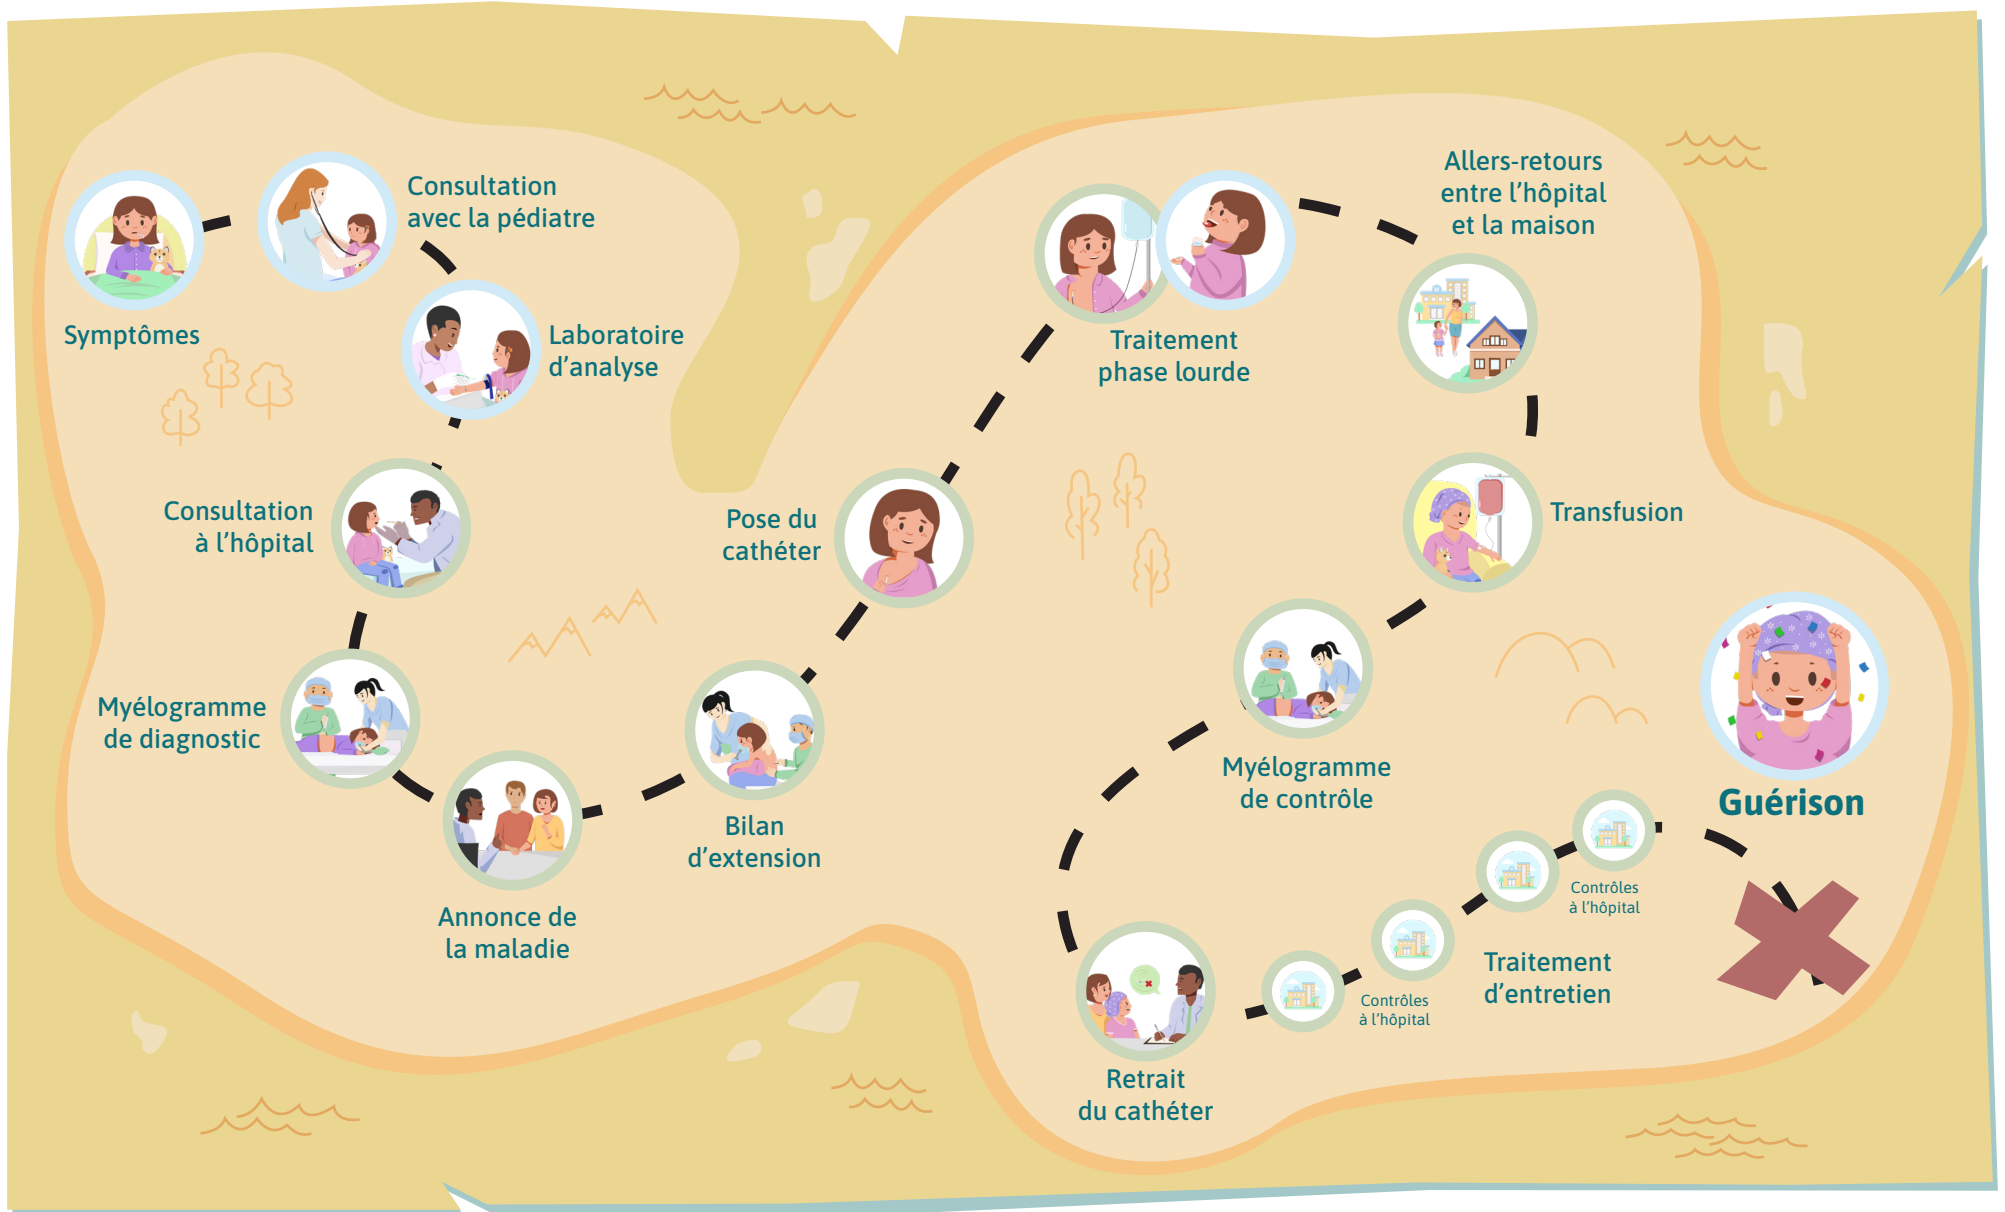 Symptômes
Consultation
avec la pédiatre
Laboratoire
d'analyse
Consultation
à l'hôpital
Myélogramme
de diagnostic
Annonce de
la maladie
Bilan
d'extension
Pose du
cathéter
Traitement
phase lourde
Allers-retours
entre l'hôpital
et la maison
Transfusion
Myélogramme
de contrôle
Retrait
du cathéter
Contrôles
à l'hôpital
Traitement
d'entretien
Contrôles
à l'hôpital
Guérison